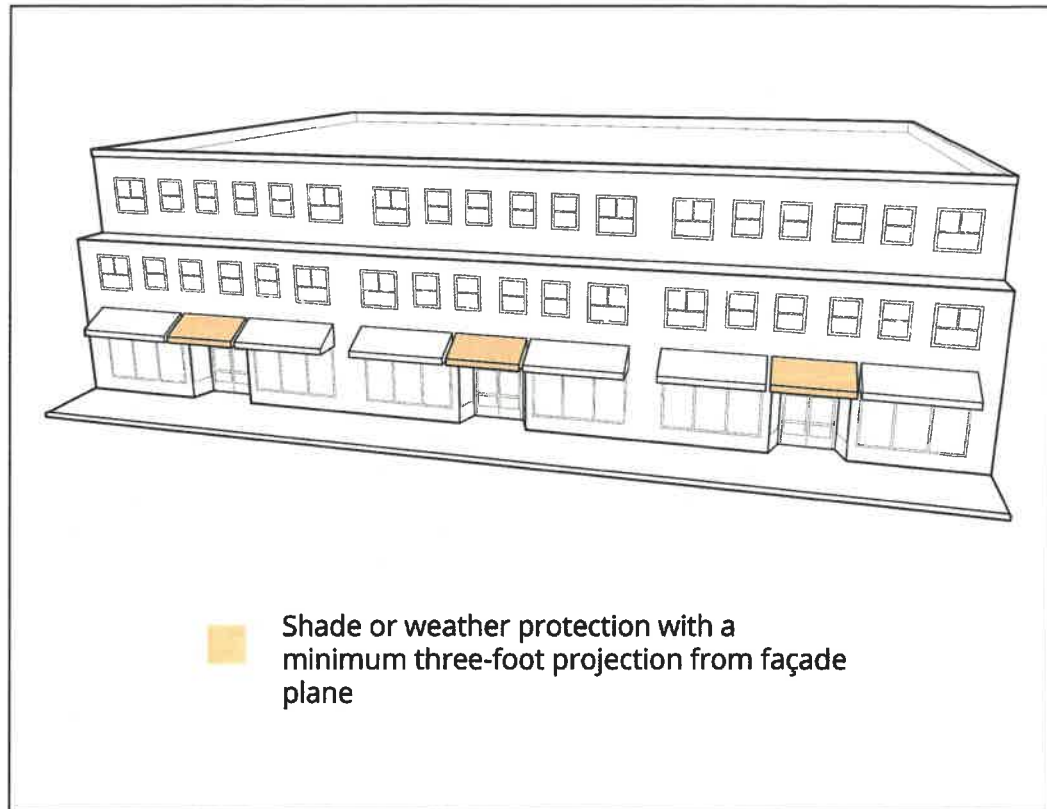 Shade or weather protection with a
minimum three-foot projection from façade
plane